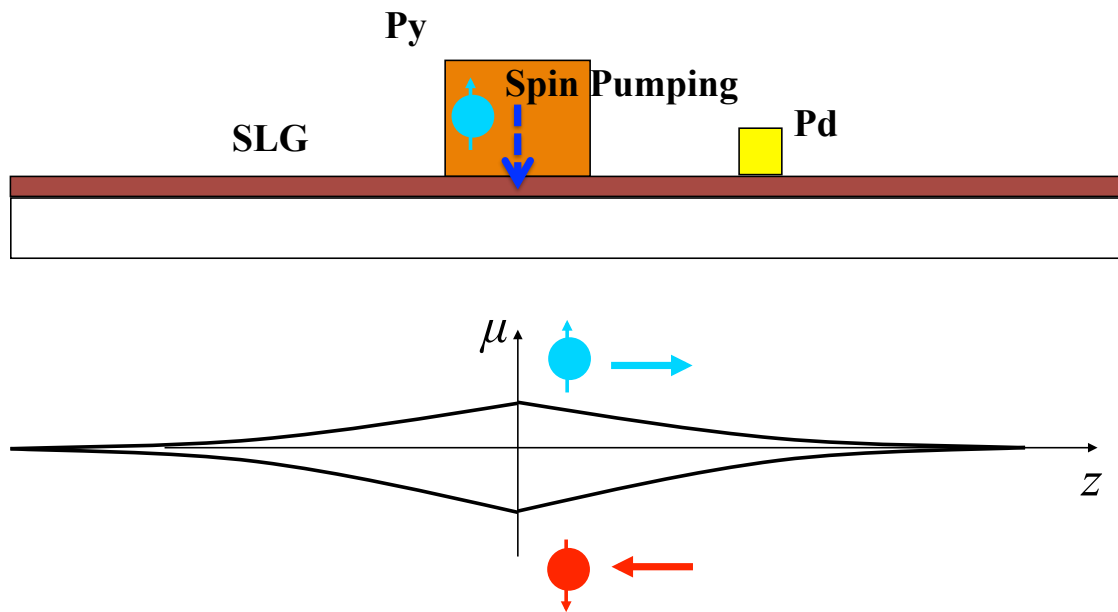 Py
Spin Pumping
Pd
SLG
μ
z